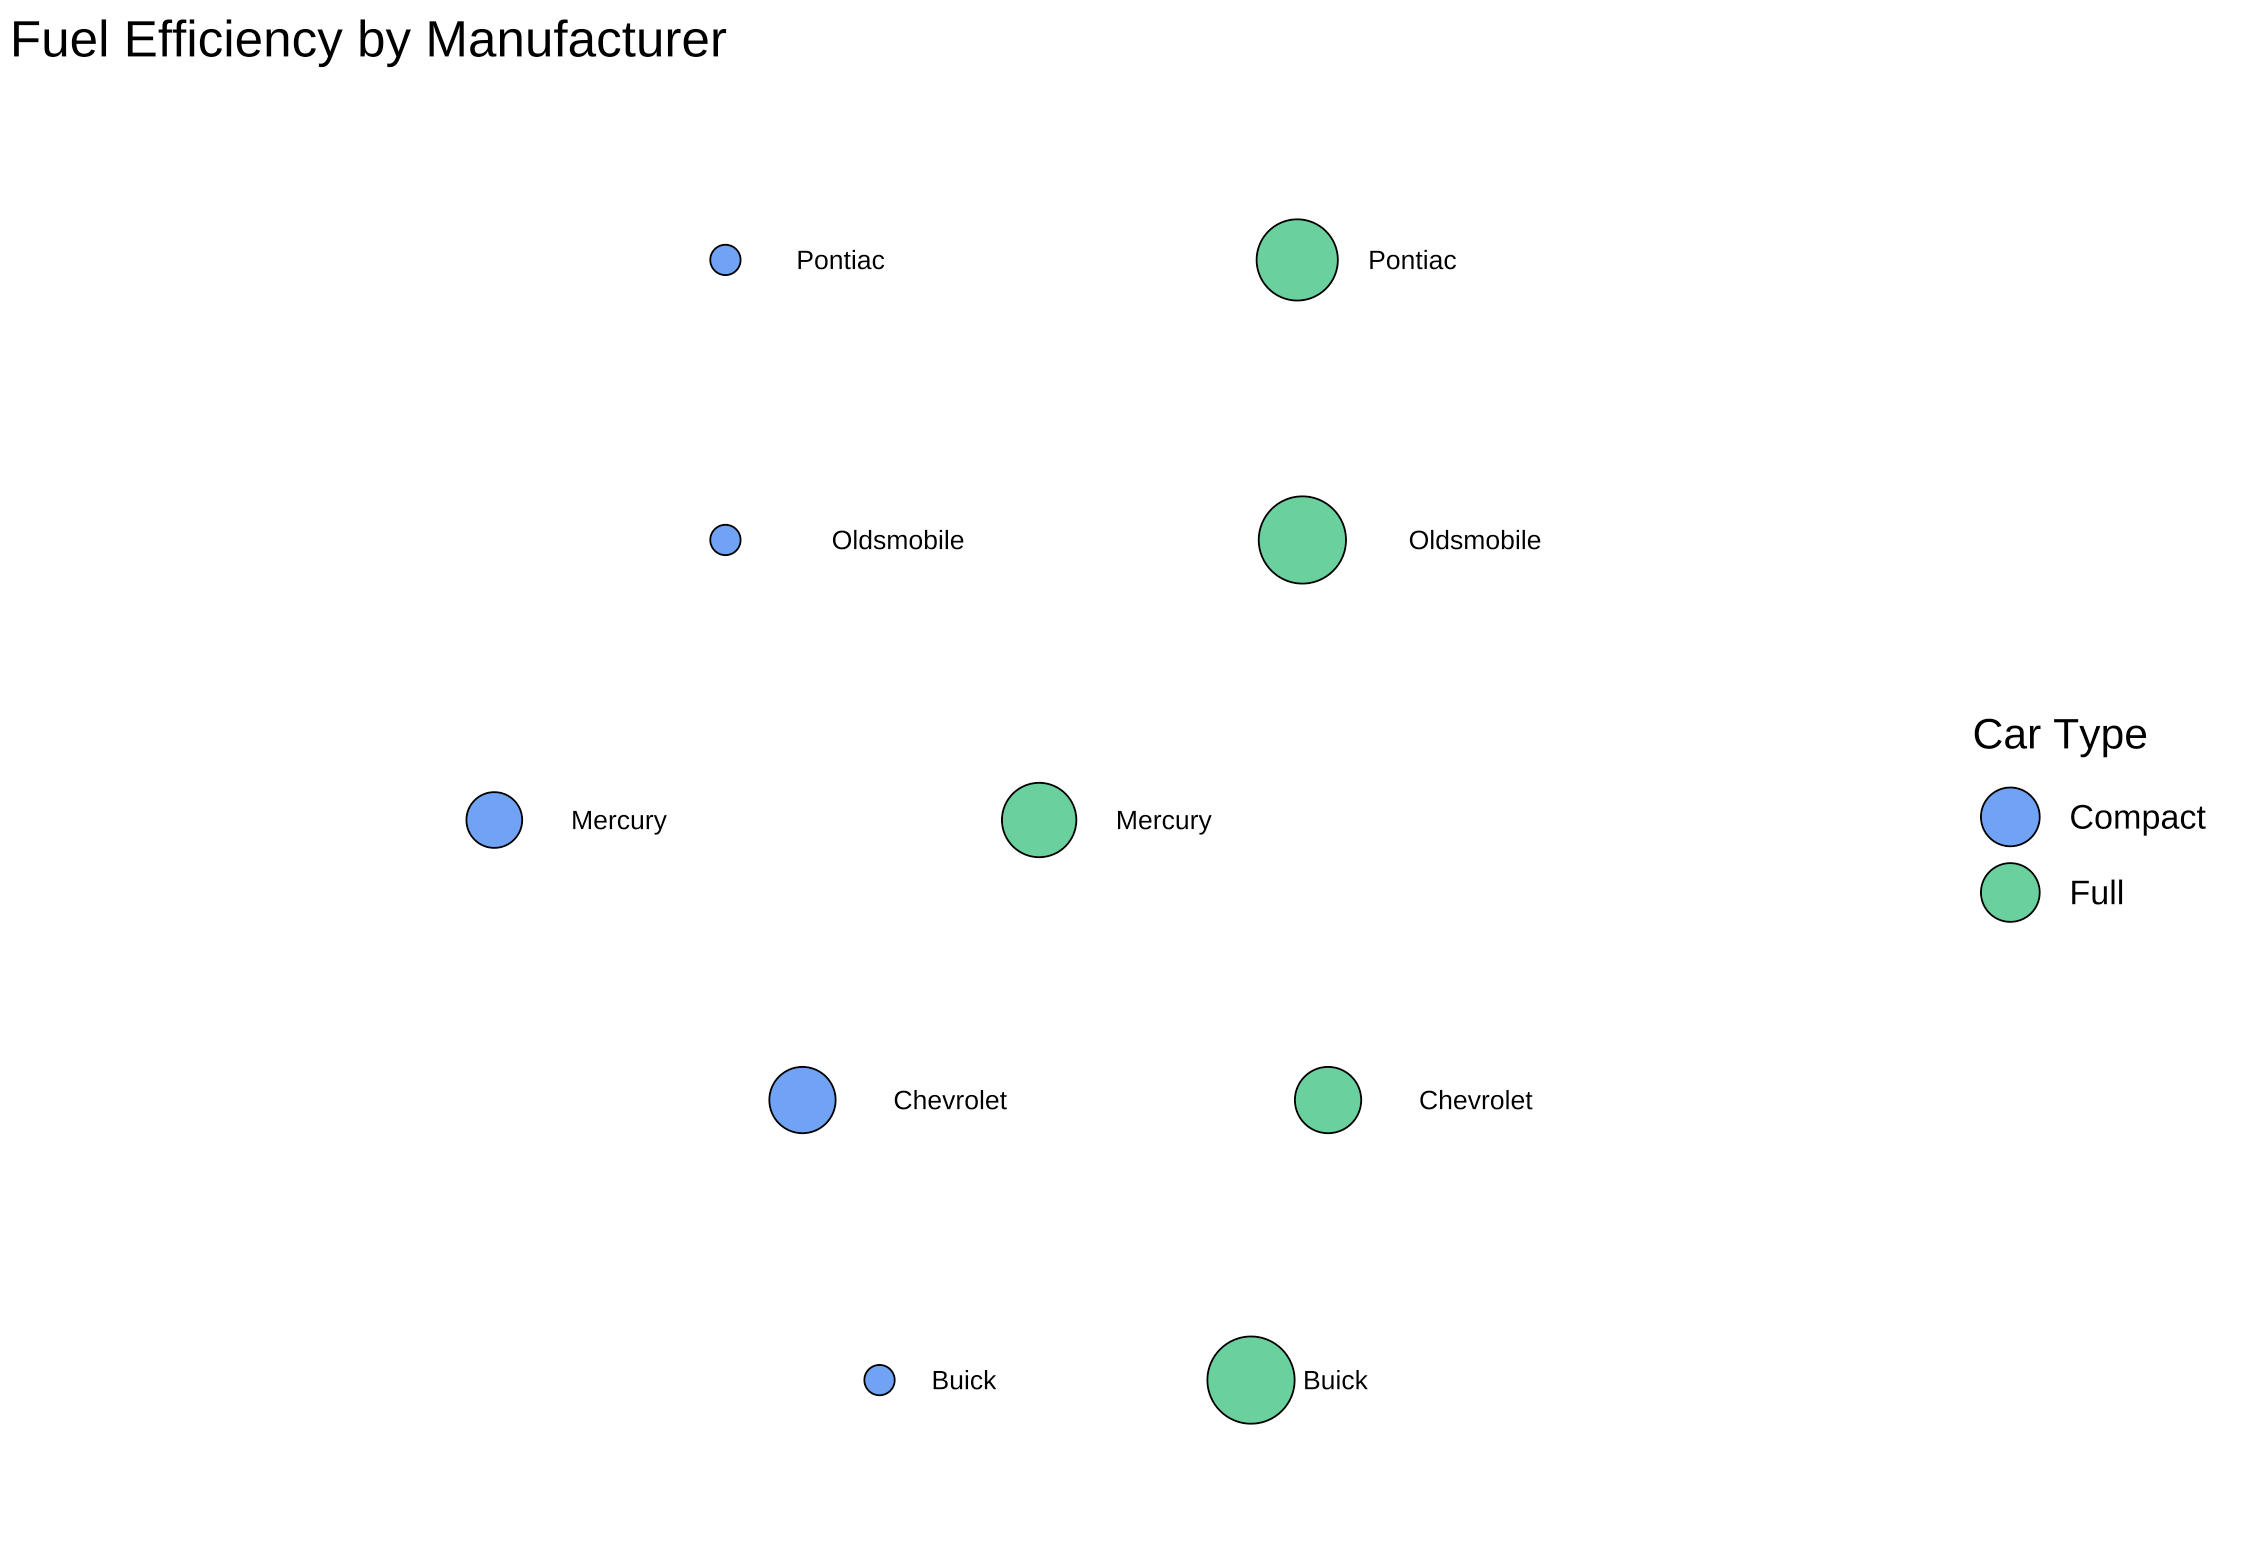 Fuel Efficiency by Manufacturer
Pontiac
Pontiac
Oldsmobile
Oldsmobile
Mercury
Mercury
Chevrolet
Chevrolet
Buick
Buick
Car Type
Compact
Full